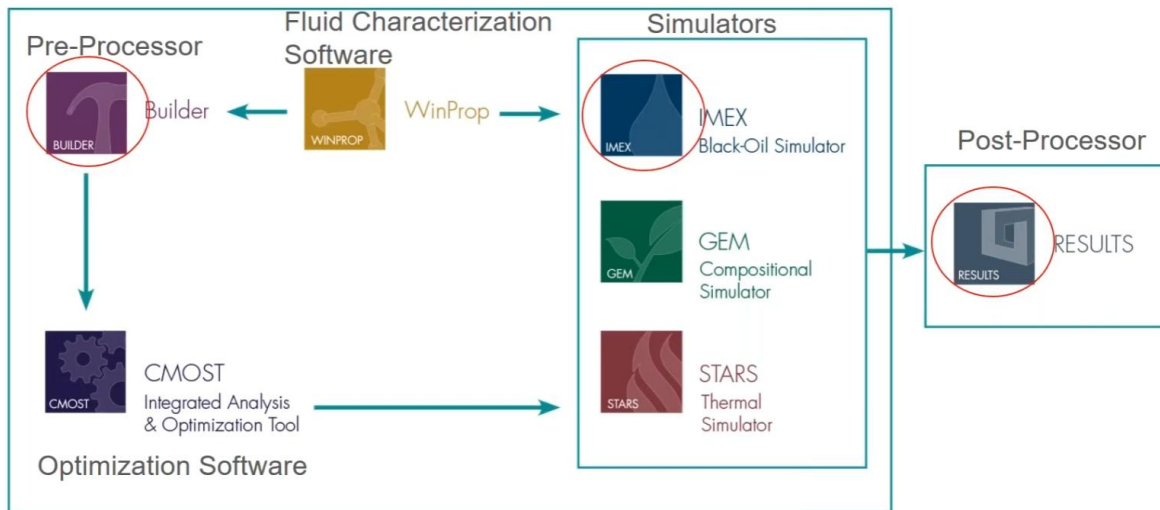 Pre-Processor
BUILDER
Builder
Fluid Characterization
Software
WINPROP
WinProp
Simulators
IMEX
IMEX
Black-Oil Simulator
GEM
GEM
Compositional
Simulator
STARS
STARS
Thermal
Simulator
Post-Processor
RESULTS
RESULTS
CMOST
CMOST
Integrated Analysis
& Optimization Tool
Optimization Software